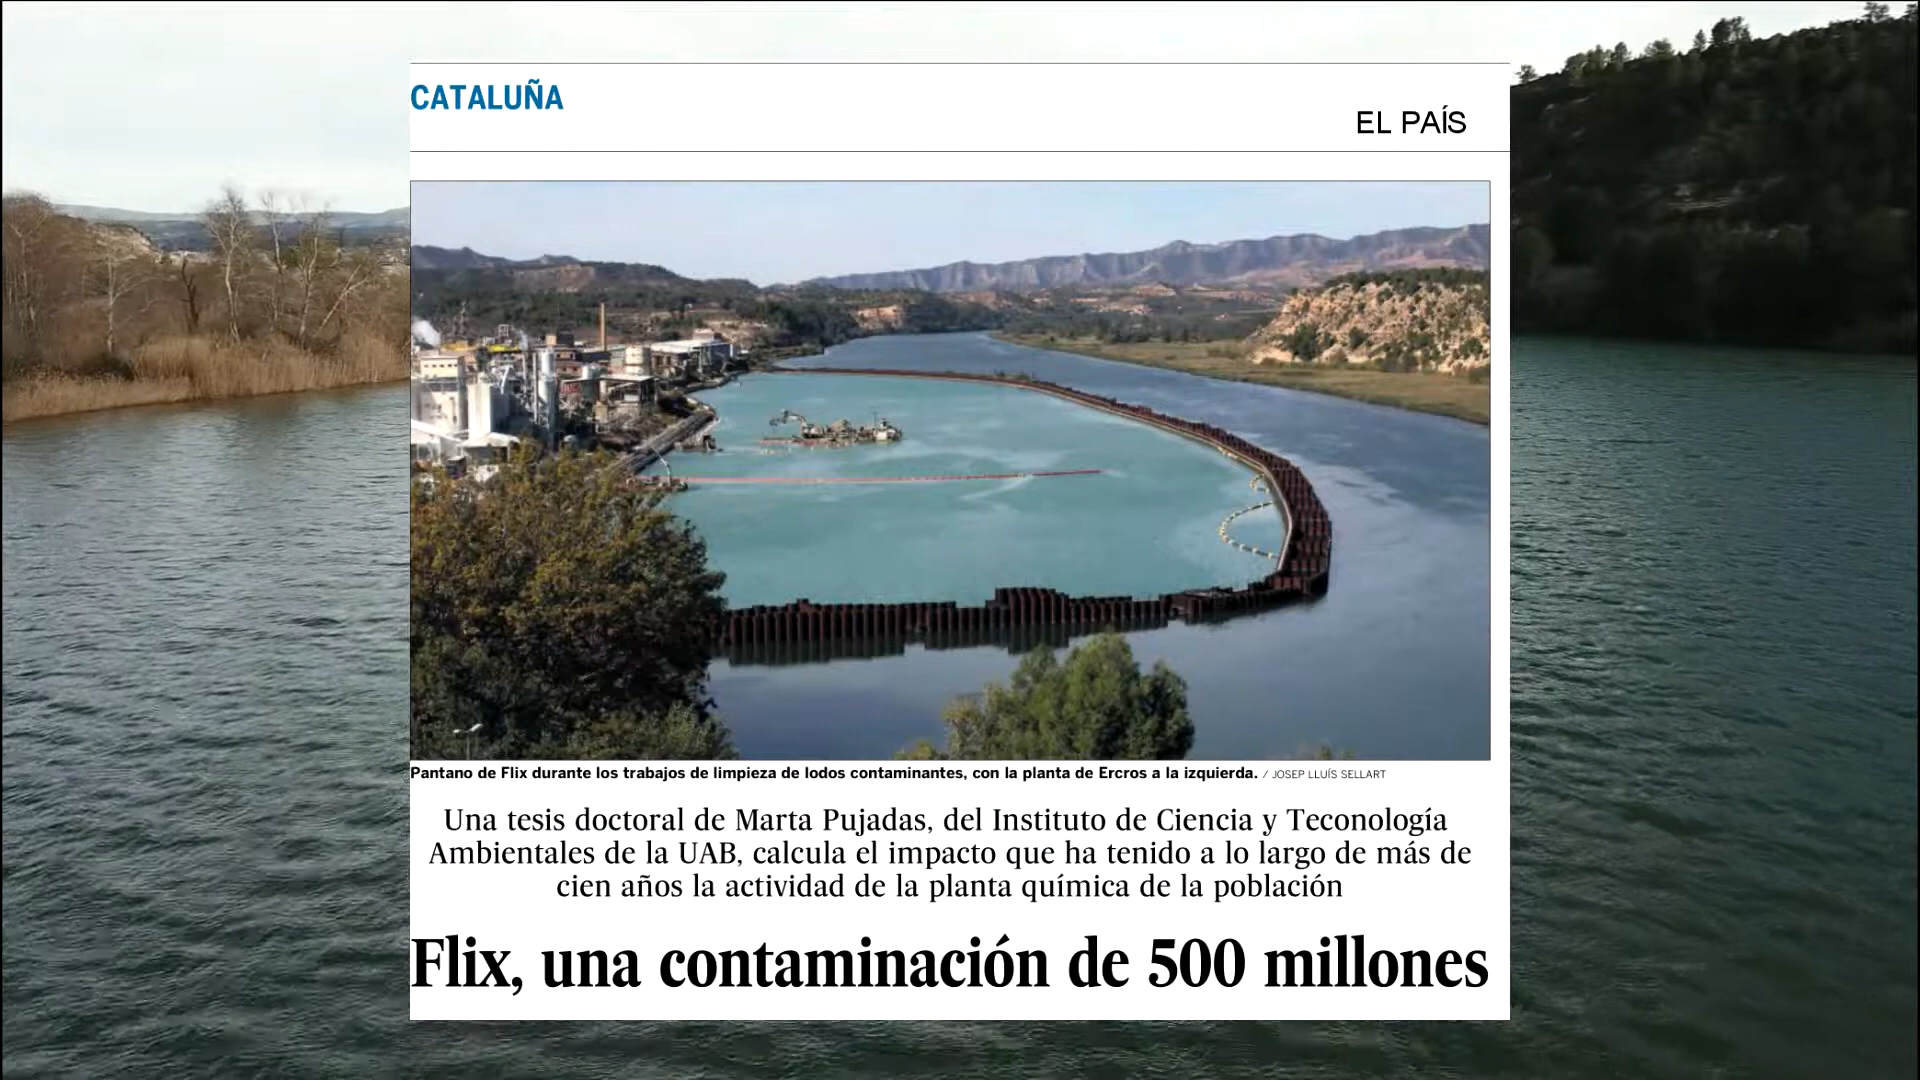 CATALUÑA
EL PAÍS
Pantano de Flix durante los trabajos de limpieza de lodos contaminantes, con la planta de Ercros a la izquierda. / JOSEP LLUÍS SELLART
Una tesis doctoral de Marta Pujadas, del Instituto de Ciencia y Teconología
Ambientales de la UAB, calcula el impacto que ha tenido a lo largo de más de
cien años la actividad de la planta química de la población
Flix, una contaminación de 500 millones